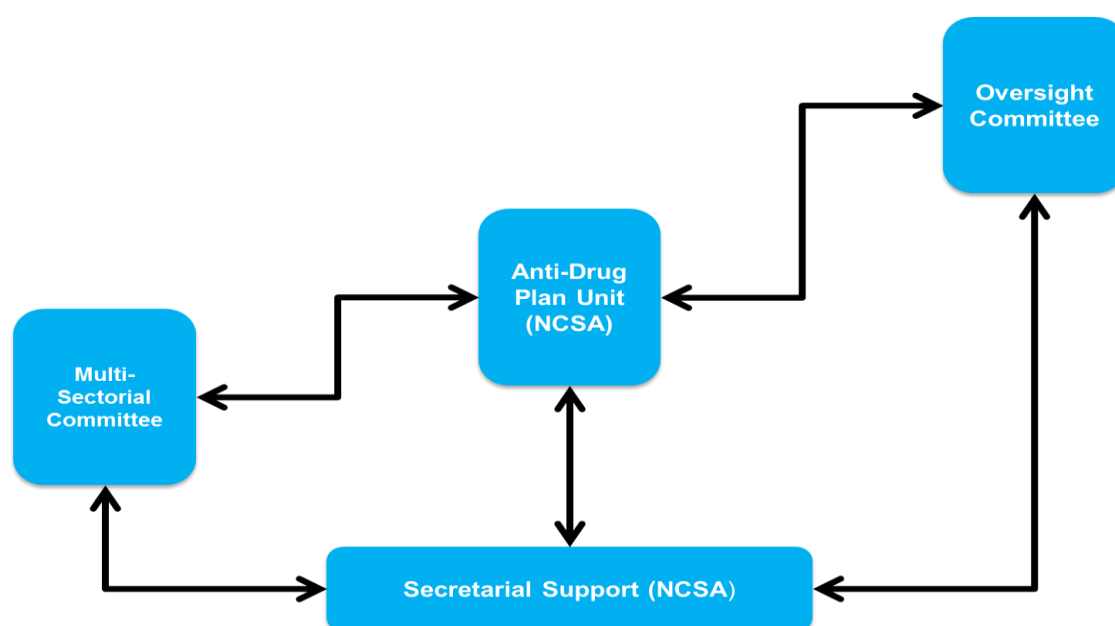 Oversight
Committee
Anti-Drug
Plan Unit
(NCSA)
Multi-
Sectorial
Committee
Secretarial Support (NCSA)